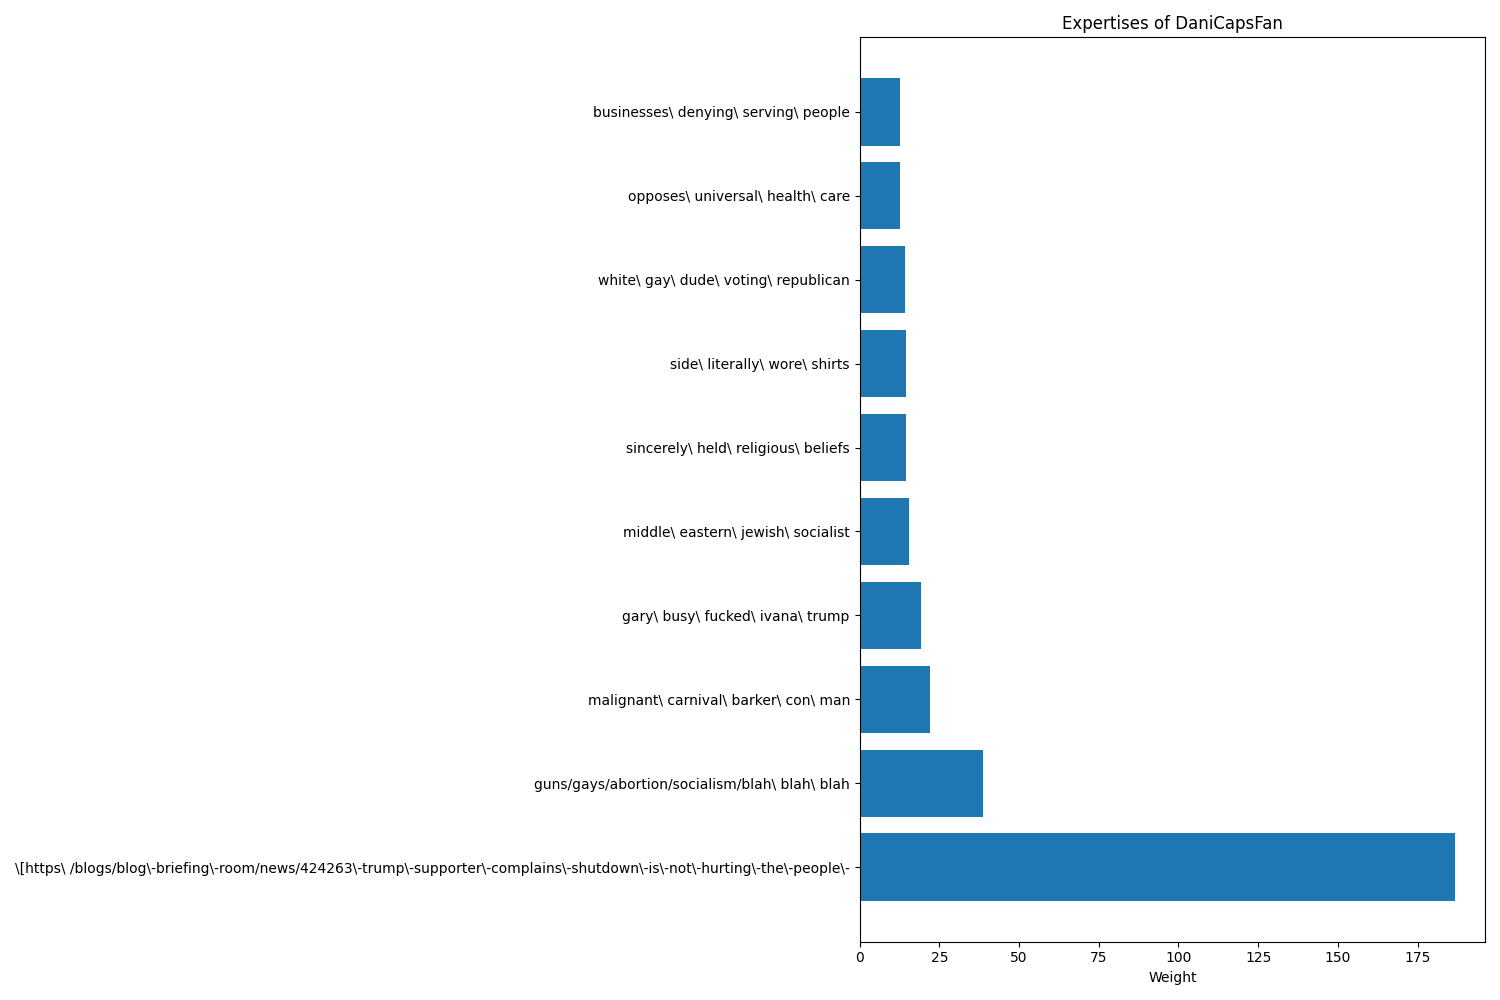 Expertises of DaniCapsFan
businesses\ denying\ serving\ people
opposes\ universal\ health\ care
white\ gay\ dude\ voting\ republican
side\ literally\ wore\ shirts
sincerely\ held\ religious\ beliefs
middle\ eastern\ jewish\ socialist
gary\ busy\ fucked\ ivana\ trump
malignant\ carnival\ barker\ con\ man
guns/gays/abortion/socialism/blah\ blah\ blah
\[https\ /blogs/blog\-briefing\-room/news/424263\-trump\-supporter\-complains\-shutdown\-is\-not\-hurting\-the\-people\-
0 25 50 75 100 125 150 175
Weight